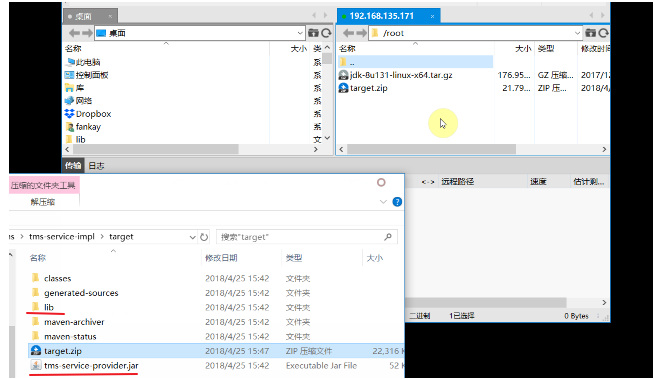 桌面 192.168.135.171
桌面 /root
名称 大小 类 名称 大小 类型 修改时间
此电脑 系 ..
控制面板 系 jdk-8u131-linux-x64.tar.gz 176.95... GZ 压缩... 2017/12
库 系 target.zip 21.79... ZIP 压... 2018/4/
网络 系
Dropbox 系
fankay 系
lib 文
传输 日志
压缩的文件夹工具 <-> 远程路径 速度 估计剩...
解压缩
tms-service-impl > target 搜索"target"
名称 修改日期 类型 大小
classes 2018/4/25 15:42 文件夹
generated-sources 2018/4/25 15:42 文件夹
lib 2018/4/25 15:42 文件夹
maven-archiver 2018/4/25 15:42 文件夹
二进制 1已选择 0 Bytes
maven-status 2018/4/25 15:42 文件夹
target.zip 2018/4/25 15:47 ZIP 压缩文件 22,316 K
tms-service-provider.jar 2018/4/25 15:42 Executable Jar File 52 K